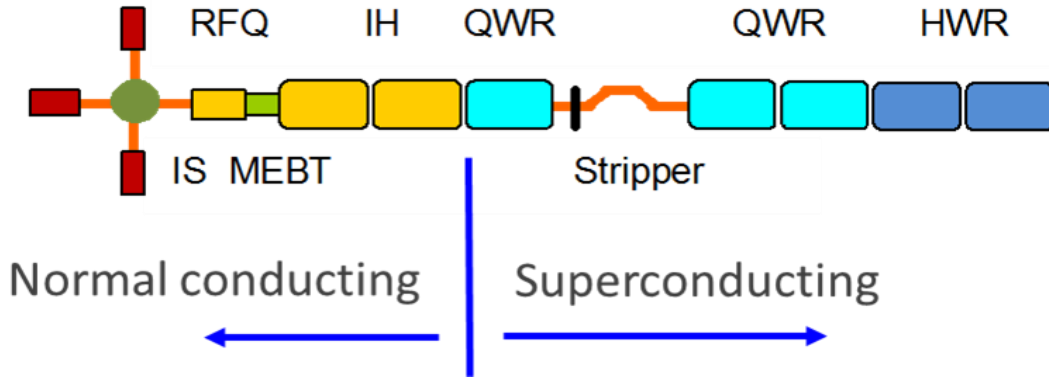 RFQ IH QWR QWR HWR
IS MEBT Stripper
Normal conducting Superconducting